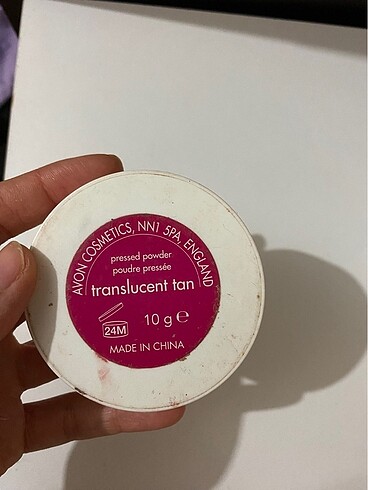 AVON COSMETICS, NN1 5PA, ENGLAND
pressed powder
poudre pressée
translucent tan
24M
10 g ℮
MADE IN CHINA